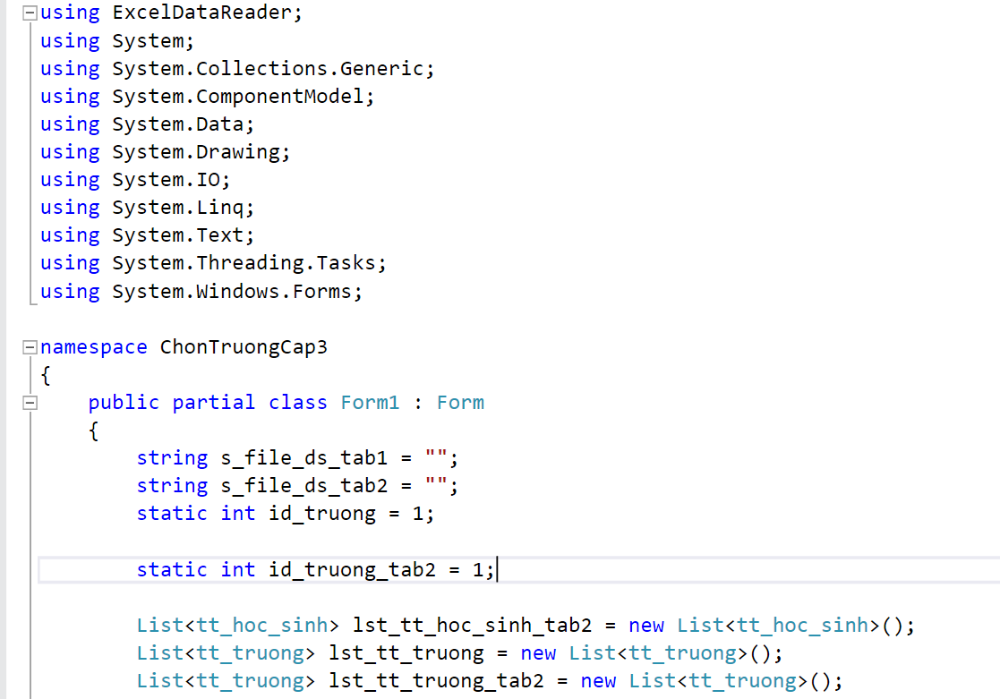 using ExcelDataReader;
using System;
using System.Collections.Generic;
using System.ComponentModel;
using System.Data;
using System.Drawing;
using System.IO;
using System.Linq;
using System.Text;
using System.Threading.Tasks;
using System.Windows.Forms;

namespace ChonTruongCap3
{
    public partial class Form1 : Form
    {
        string s_file_ds_tab1 = "";
        string s_file_ds_tab2 = "";
        static int id_truong = 1;

        static int id_truong_tab2 = 1;

        List<tt_hoc_sinh> lst_tt_hoc_sinh_tab2 = new List<tt_hoc_sinh>();
        List<tt_truong> lst_tt_truong = new List<tt_truong>();
        List<tt_truong> lst_tt_truong_tab2 = new List<tt_truong>();